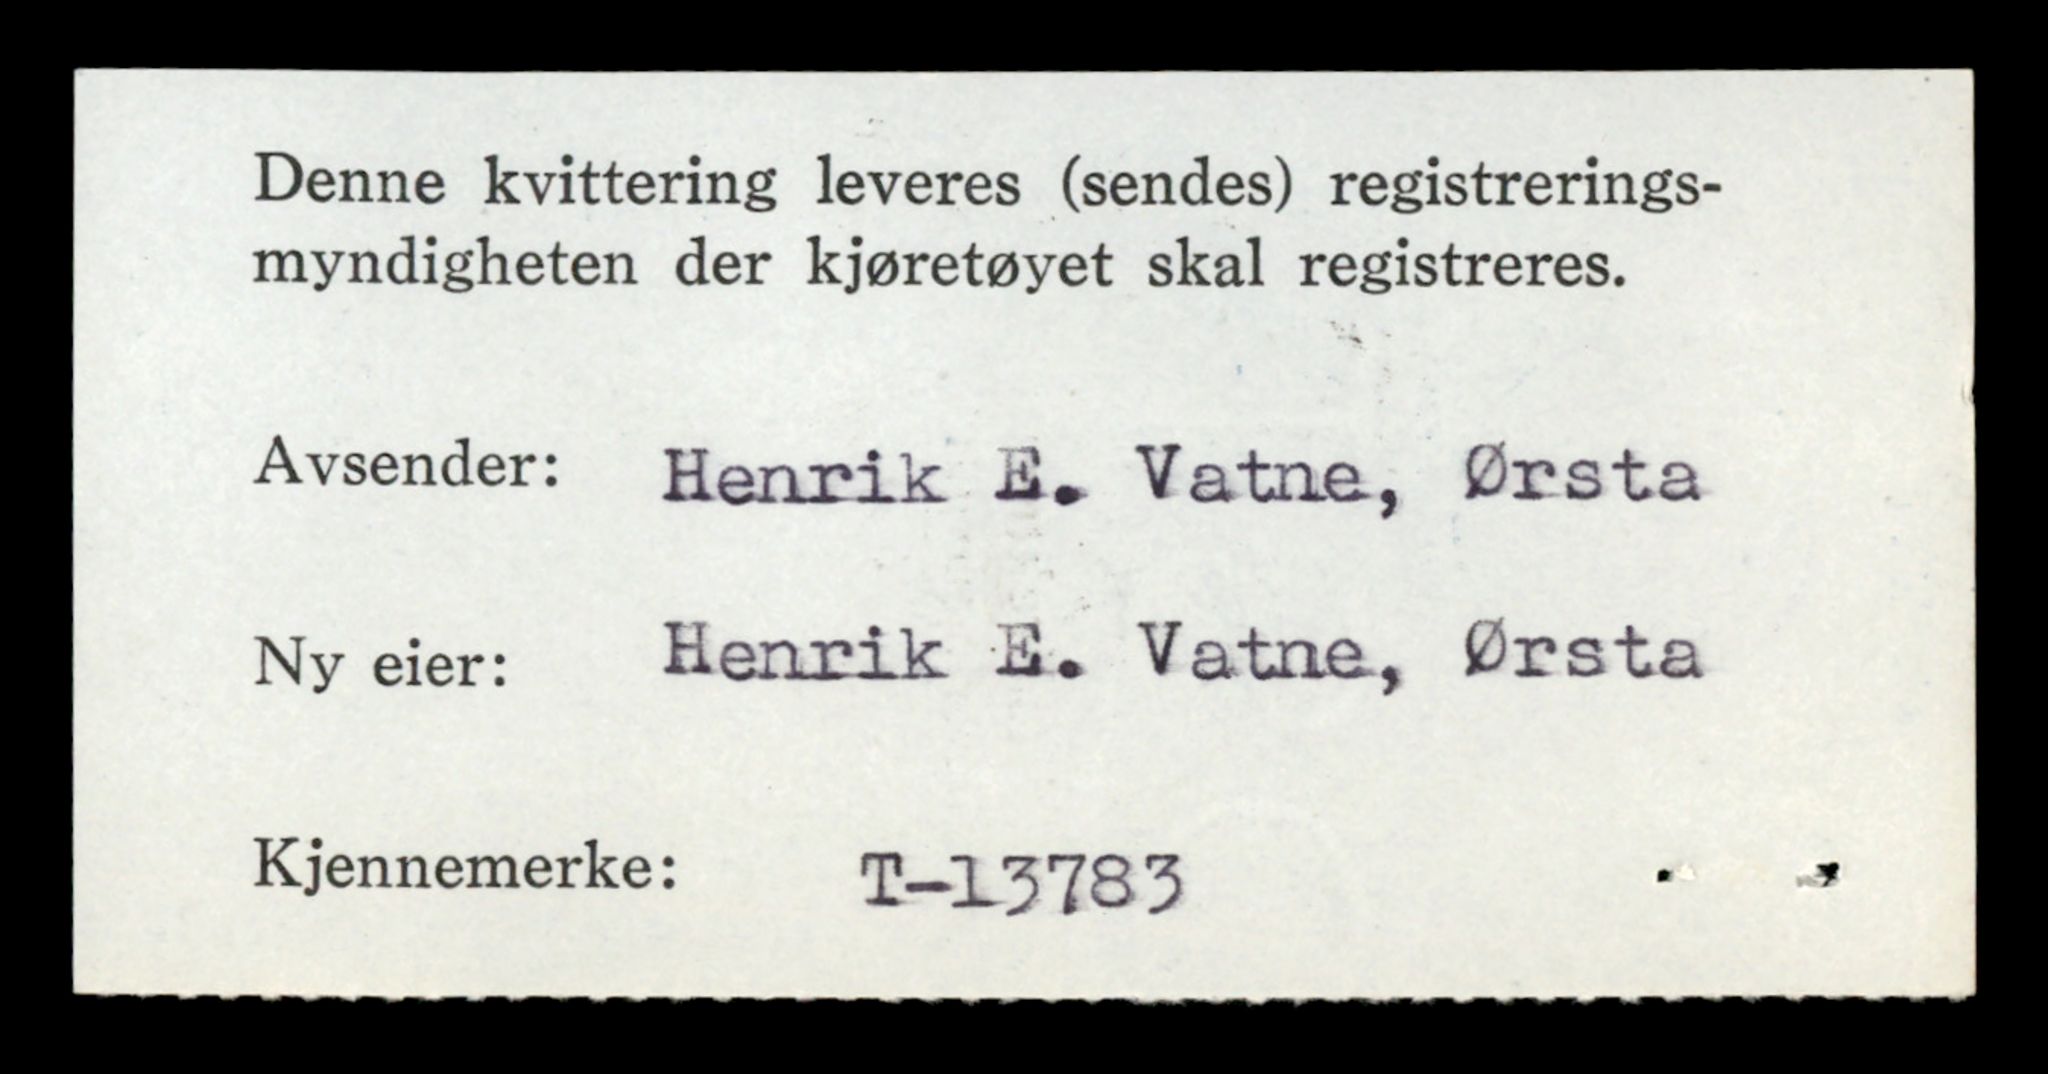 Denne kvittering leveres (sendes) registrerings-
myndigheten der kjøretøyet skal registreres.
Avsender: Henrik E. Vatne, Ørsta
Ny eier: Henrik E. Vatne, Ørsta
Kjennemerke: T-13783